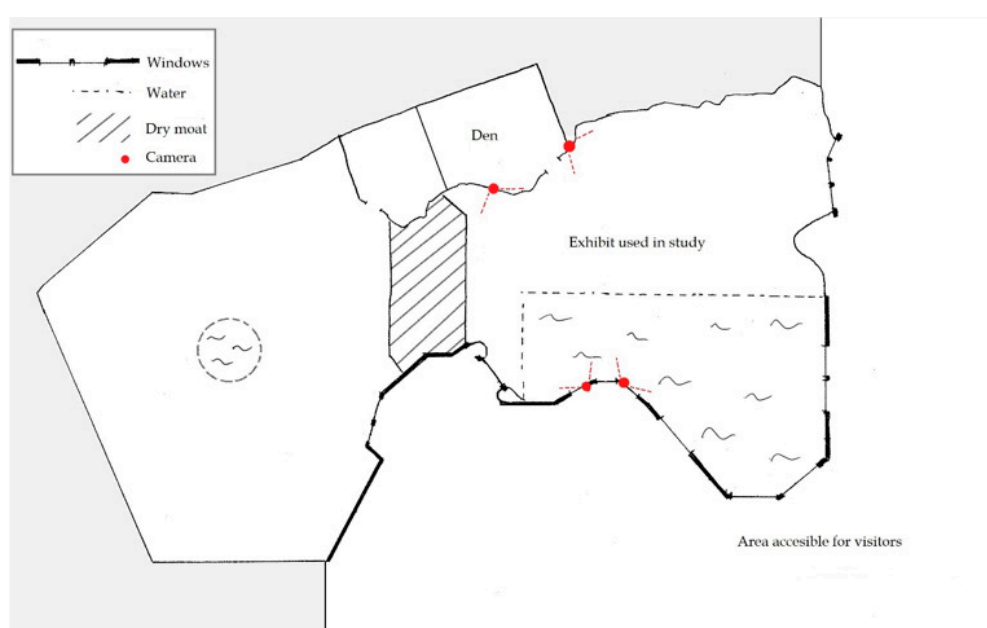 Windows
Water
Dry moat
Camera
Den
Exhibit used in study
Area accesible for visitors